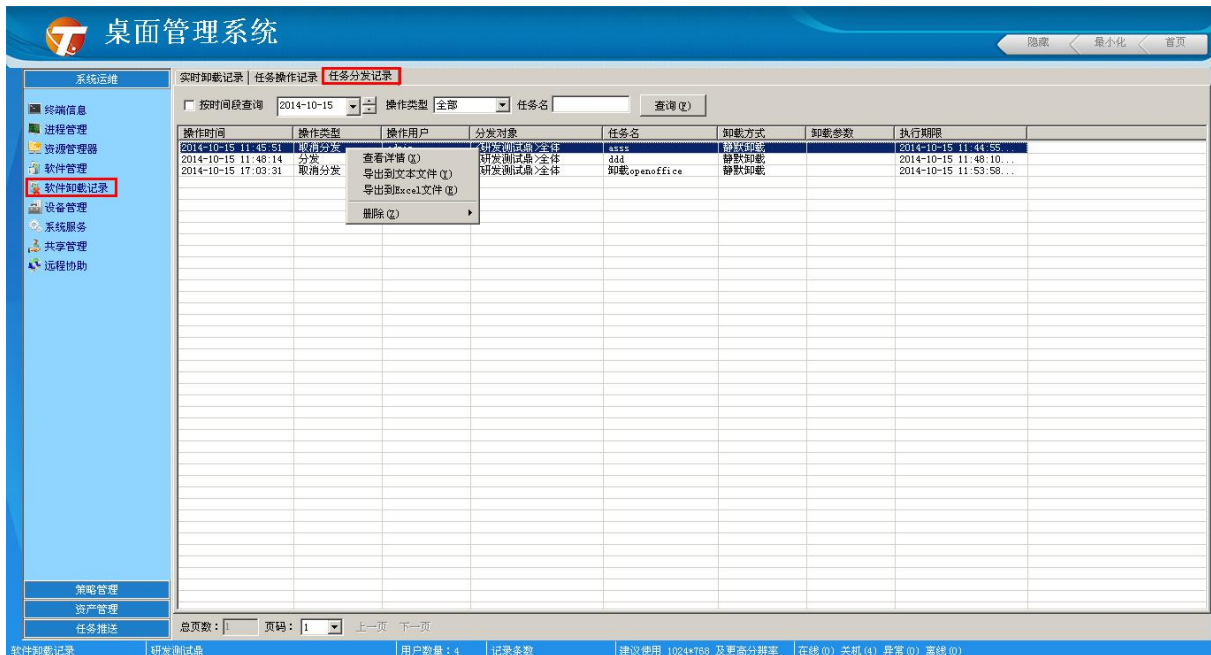 桌面管理系统
隐藏 最小化 首页
系统运维
终端信息
进程管理
资源管理器
软件管理
软件卸载记录
设备管理
系统服务
共享管理
远程协助
策略管理
资产管理
任务推送
实时卸载记录 任务操作记录 任务分发记录
按时间段查询 2014-10-15 操作类型 全部 任务名 查询(F)
操作时间 操作类型 操作用户 分发对象 任务名 卸载方式 卸载参数 执行期限
2014-10-15 11:45:51 取消分发 <研发测试鼎>全体 asss 静默卸载 2014-10-15 11:44:55...
2014-10-15 11:48:14 分发 研发测试鼎>全体 ddd 静默卸载 2014-10-15 11:48:10...
2014-10-15 17:03:31 取消分发 研发测试鼎>全体 卸载openoffice 静默卸载 2014-10-15 11:53:58...
查看详情(X)
导出到文本文件(T)
导出到Excel文件(E)
删除(Z)
总页数: 1 页码: 1 上一页 下一页
软件卸载记录 研发测试鼎 用户数量:4 记录条数 建议使用 1024*768 及更高分辨率 在线(0) 关机(4) 异常(0) 离线(0)